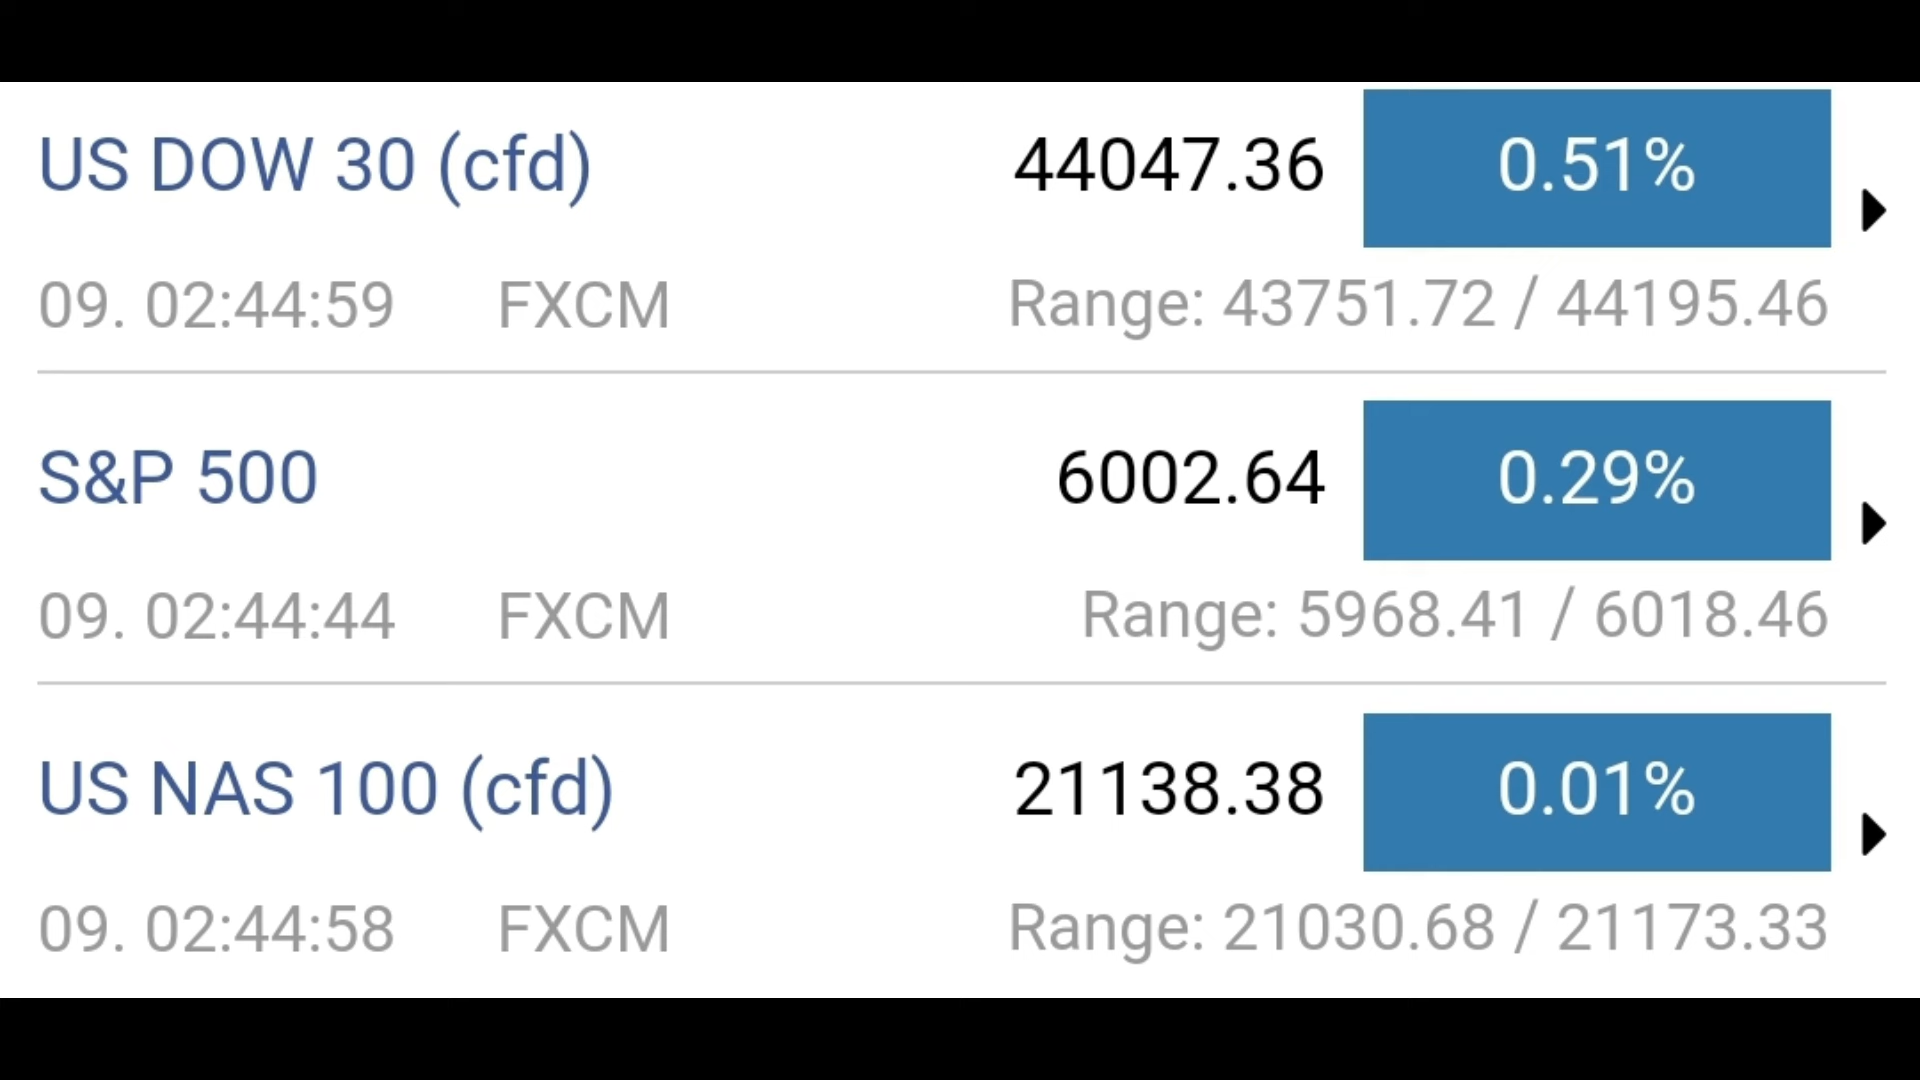 US DOW 30 (cfd) 44047.36 0.51%
09. 02:44:59 FXCM Range: 43751.72 / 44195.46
S&P 500 6002.64 0.29%
09. 02:44:44 FXCM Range: 5968.41 / 6018.46
US NAS 100 (cfd) 21138.38 0.01%
09. 02:44:58 FXCM Range: 21030.68 / 21173.33